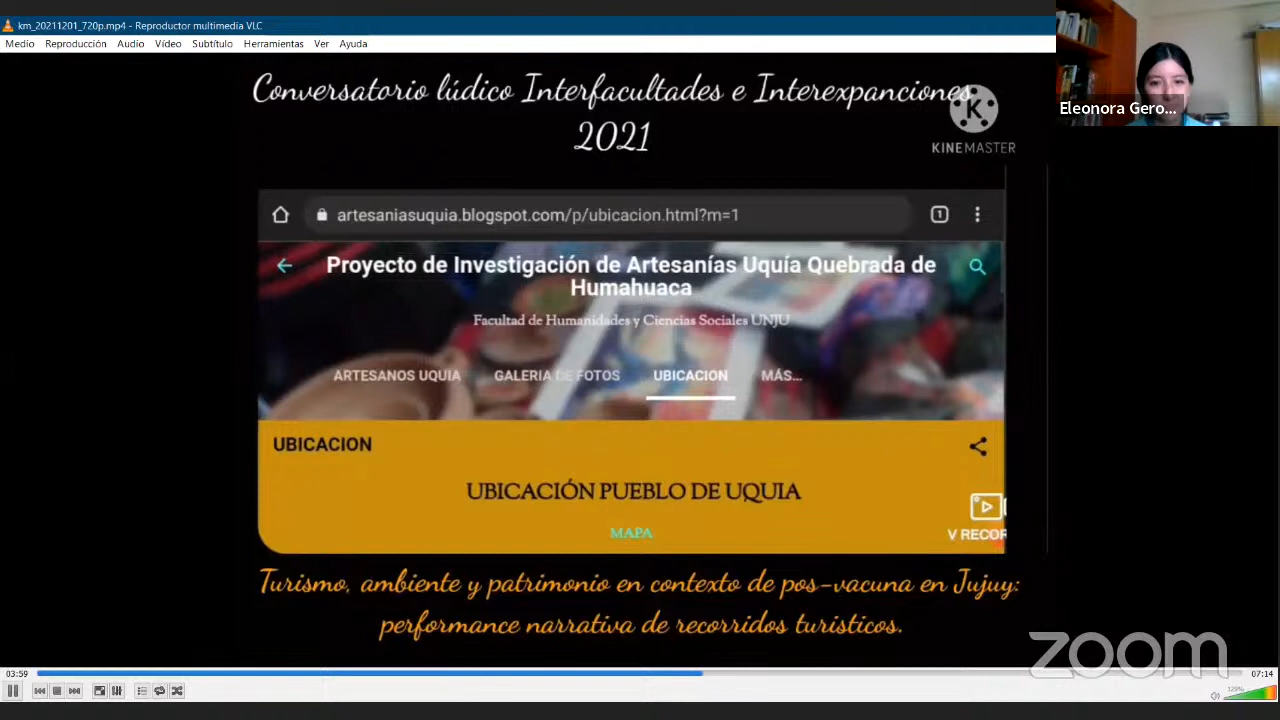 km_20211201_720p.mp4 - Reproductor multimedia VLC
Medio Reproducción Audio Vídeo Subtítulo Herramientas Ver Ayuda
Eleonora Gero...
Conversatorio lúdico Interfacultades e Interexpanciones
2021
K
KINEMASTER
artesaniasuquia.blogspot.com/p/ubicacion.html?m=1
1
Proyecto de Investigación de Artesanías Uquía Quebrada de
Humahuaca
Facultad de Humanidades y Ciencias Sociales UNJU
ARTESANOS UQUIA GALERIA DE FOTOS UBICACION MÁS...
UBICACION
UBICACIÓN PUEBLO DE UQUIA
MAPA
V RECOR
Turismo, ambiente y patrimonio en contexto de pos-vacuna en Jujuy:
performance narrativa de recorridos turisticos.
zoom
03:59
07:14
129%